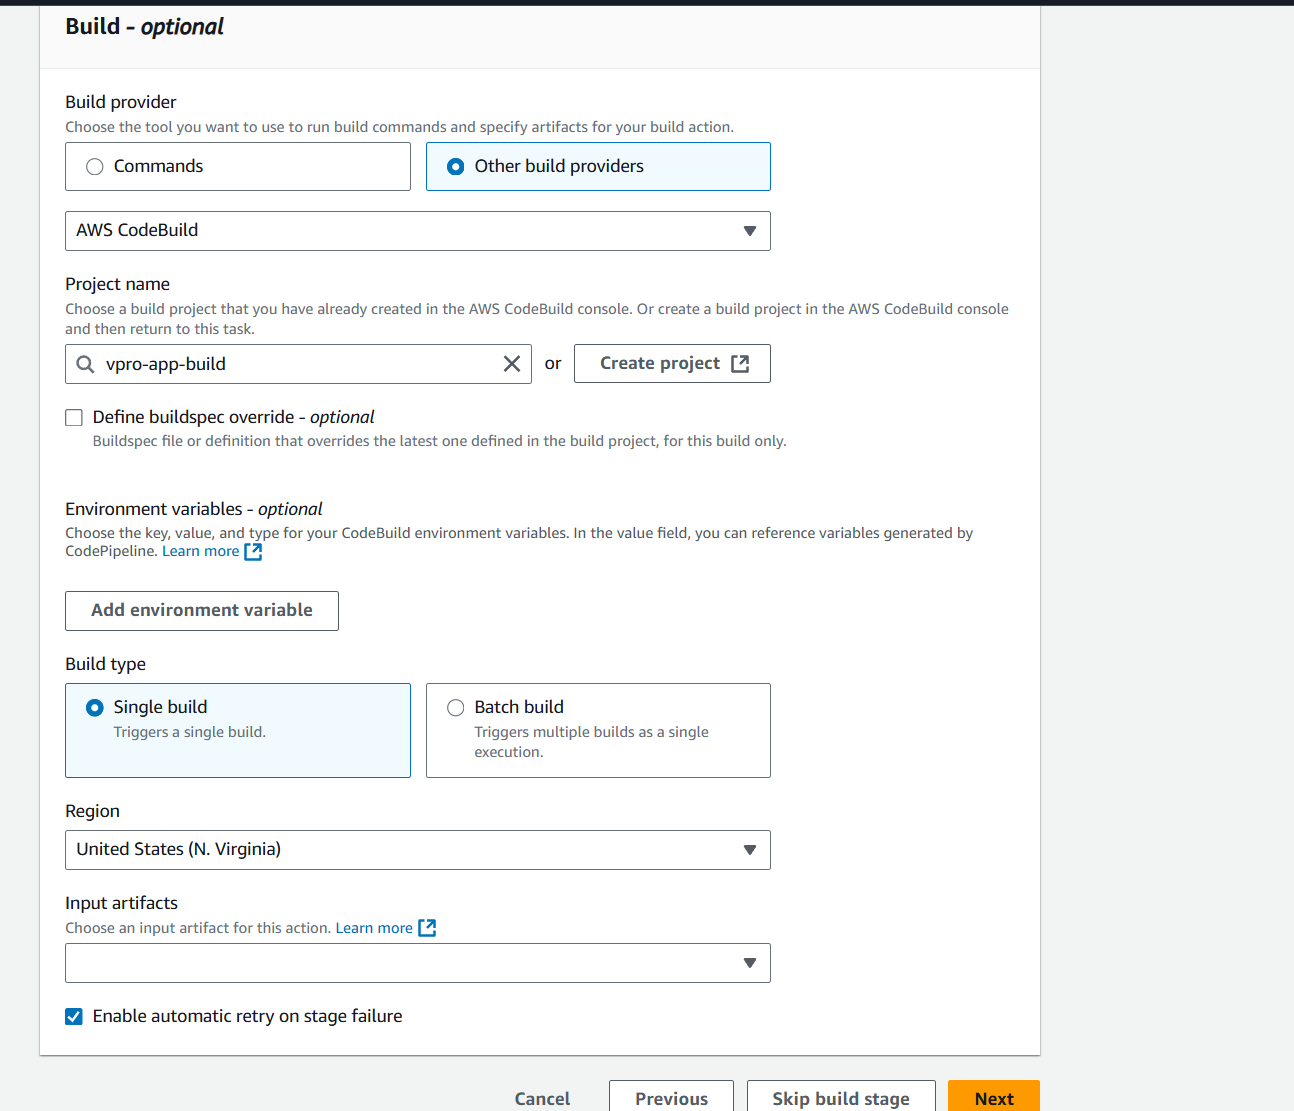 Build - optional
Build provider
Choose the tool you want to use to run build commands and specify artifacts for your build action.
Commands
Other build providers
AWS CodeBuild
Project name
Choose a build project that you have already created in the AWS CodeBuild console. Or create a build project in the AWS CodeBuild console
and then return to this task.
vpro-app-build
or
Create project
Define buildspec override - optional
Buildspec file or definition that overrides the latest one defined in the build project, for this build only.
Environment variables - optional
Choose the key, value, and type for your CodeBuild environment variables. In the value field, you can reference variables generated by
CodePipeline. Learn more
Add environment variable
Build type
Single build
Triggers a single build.
Batch build
Triggers multiple builds as a single
execution.
Region
United States (N. Virginia)
Input artifacts
Choose an input artifact for this action. Learn more
Enable automatic retry on stage failure
Cancel
Previous
Skip build stage
Next